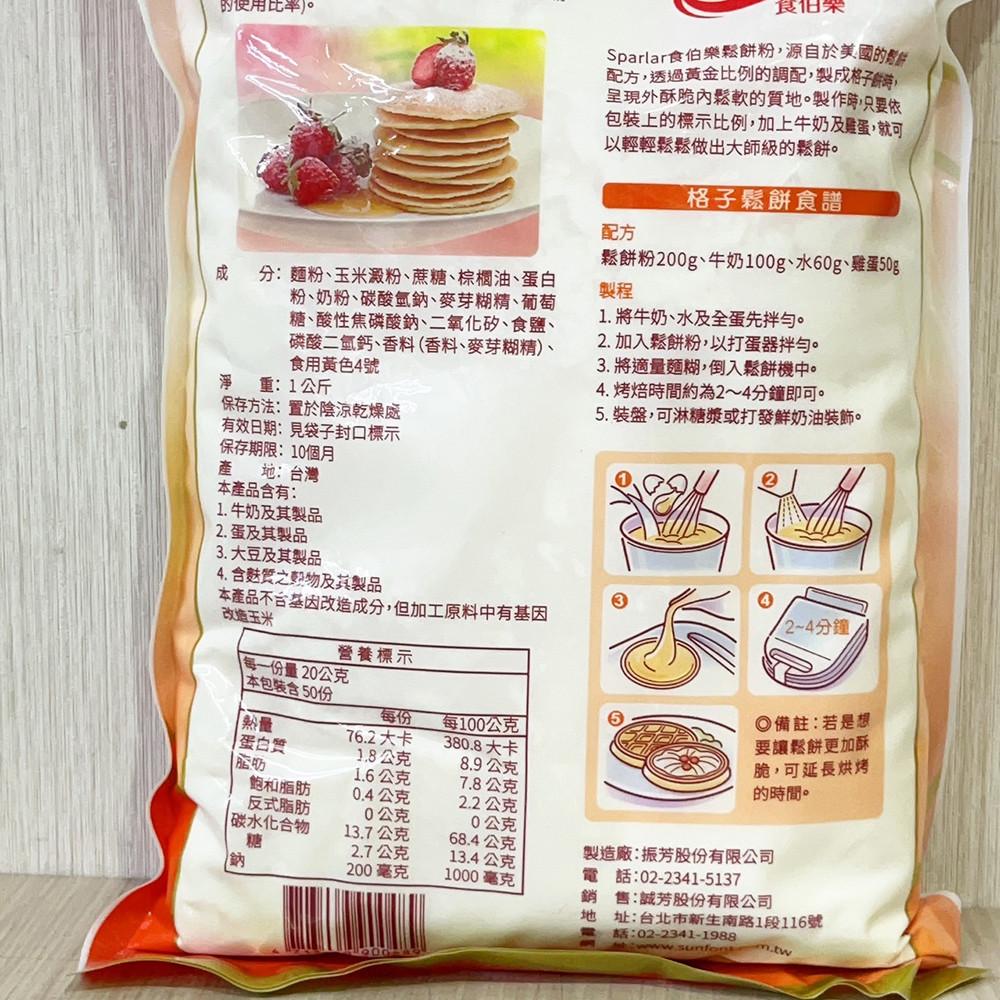 的使用比率)。
成　分：麵粉、玉米澱粉、蔗糖、棕櫚油、蛋白
粉、奶粉、碳酸氫鈉、麥芽糊精、葡萄
糖、酸性焦磷酸鈉、二氧化矽、食鹽、
磷酸二氫鈣、香料(香料、麥芽糊精)、
食用黃色4號
淨　重：1公斤
保存方法：置於陰涼乾燥處
有效日期：見袋子封口標示
保存期限：10個月
產　地：台灣
本產品含有：
1.牛奶及其製品
2.蛋及其製品
3.大豆及其製品
4.含麩質之穀物及其製品
本產品不含基因改造成分，但加工原料中有基因
改造玉米
營養標示
每一份量 20公克
本包裝含 50份
每份 每100公克
熱量 76.2 大卡 380.8 大卡
蛋白質 1.8 公克 8.9 公克
脂肪 1.6 公克 7.8 公克
飽和脂肪 0.4 公克 2.2 公克
反式脂肪 0 公克 0 公克
碳水化合物 13.7 公克 68.4 公克
糖 2.7 公克 13.4 公克
鈉 200 毫克 1000 毫克
食伯樂
Sparlar食伯樂鬆餅粉，源自於美國的鬆餅
配方，透過黃金比例的調配，製成格子餅時，
呈現外酥脆內鬆軟的質地。製作時，只要依
包裝上的標示比例，加上牛奶及雞蛋，就可
以輕輕鬆鬆做出大師級的鬆餅。
格子鬆餅食譜
配方
鬆餅粉200g、牛奶100g、水60g、雞蛋50g
製程
1.將牛奶、水及全蛋先拌勻。
2.加入鬆餅粉，以打蛋器拌勻。
3.將適量麵糊，倒入鬆餅機中。
4.烤焙時間約為2～4分鐘即可。
5.裝盤，可淋糖漿或打發鮮奶油裝飾。
1
2
3
4
2~4分鐘
5
◎備註：若是想
要讓鬆餅更加酥
脆，可延長烘烤
的時間。
製造廠：振芳股份有限公司
電　話：02-2341-5137
銷　售：誠芳股份有限公司
地　址：台北市新生南路1段116號
電　話：02-2341-1988